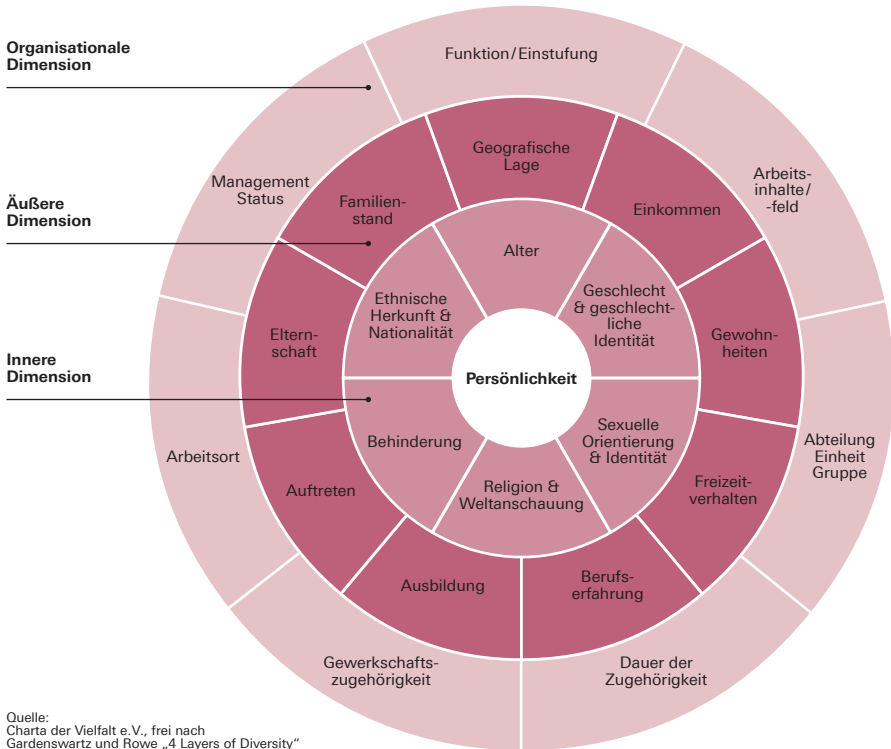 Organisationale
Dimension
Äußere
Dimension
Innere
Dimension
Funktion/Einstufung
Arbeits-
inhalte/
-feld
Abteilung
Einheit
Gruppe
Dauer der
Zugehörigkeit
Gewerkschafts-
zugehörigkeit
Arbeitsort
Management
Status
Geografische
Lage
Einkommen
Gewohn-
heiten
Freizeit-
verhalten
Berufs-
erfahrung
Ausbildung
Auftreten
Eltern-
schaft
Familien-
stand
Alter
Geschlecht
& geschlecht-
liche
Identität
Sexuelle
Orientierung
& Identität
Religion &
Weltanschauung
Behinderung
Ethnische
Herkunft &
Nationalität
Persönlichkeit
Quelle:
Charta der Vielfalt e.V., frei nach
Gardenswartz und Rowe „4 Layers of Diversity“